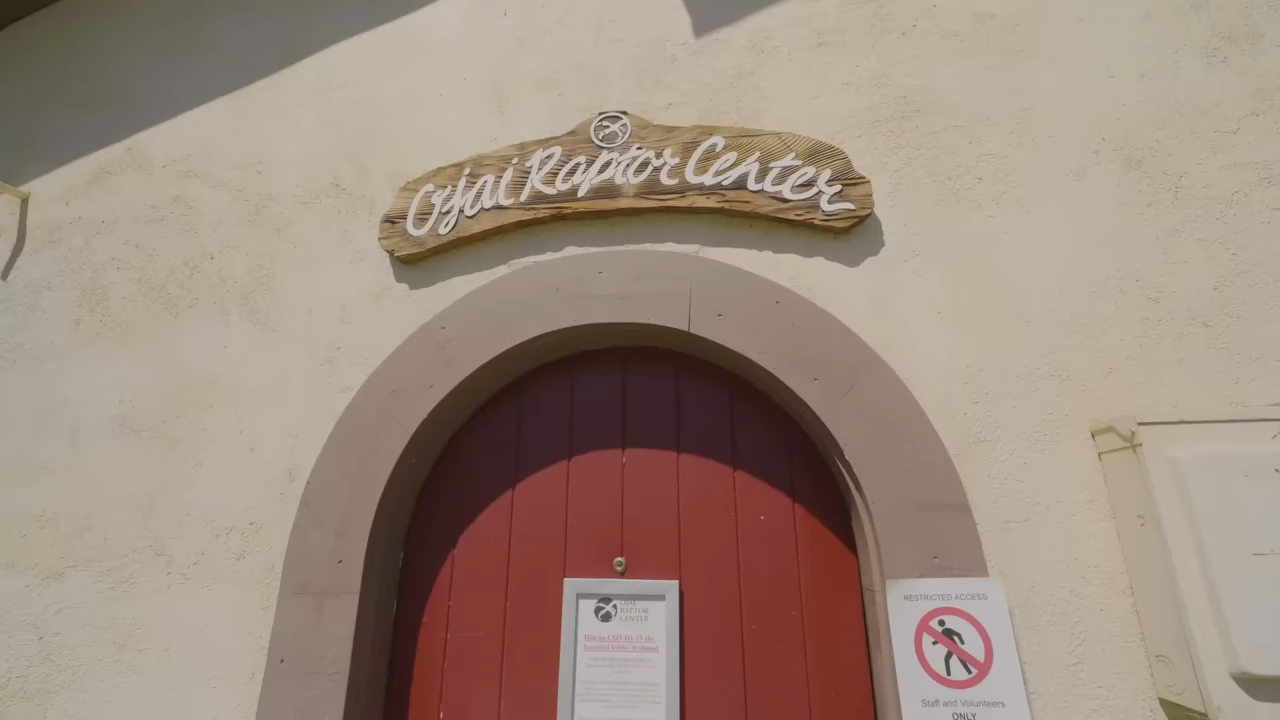 Ojai Raptor Center
OJAI
RAPTOR
CENTER
Due to COVID-19 the
hospital lobby is closed
RESTRICTED ACCESS
Staff and Volunteers
ONLY